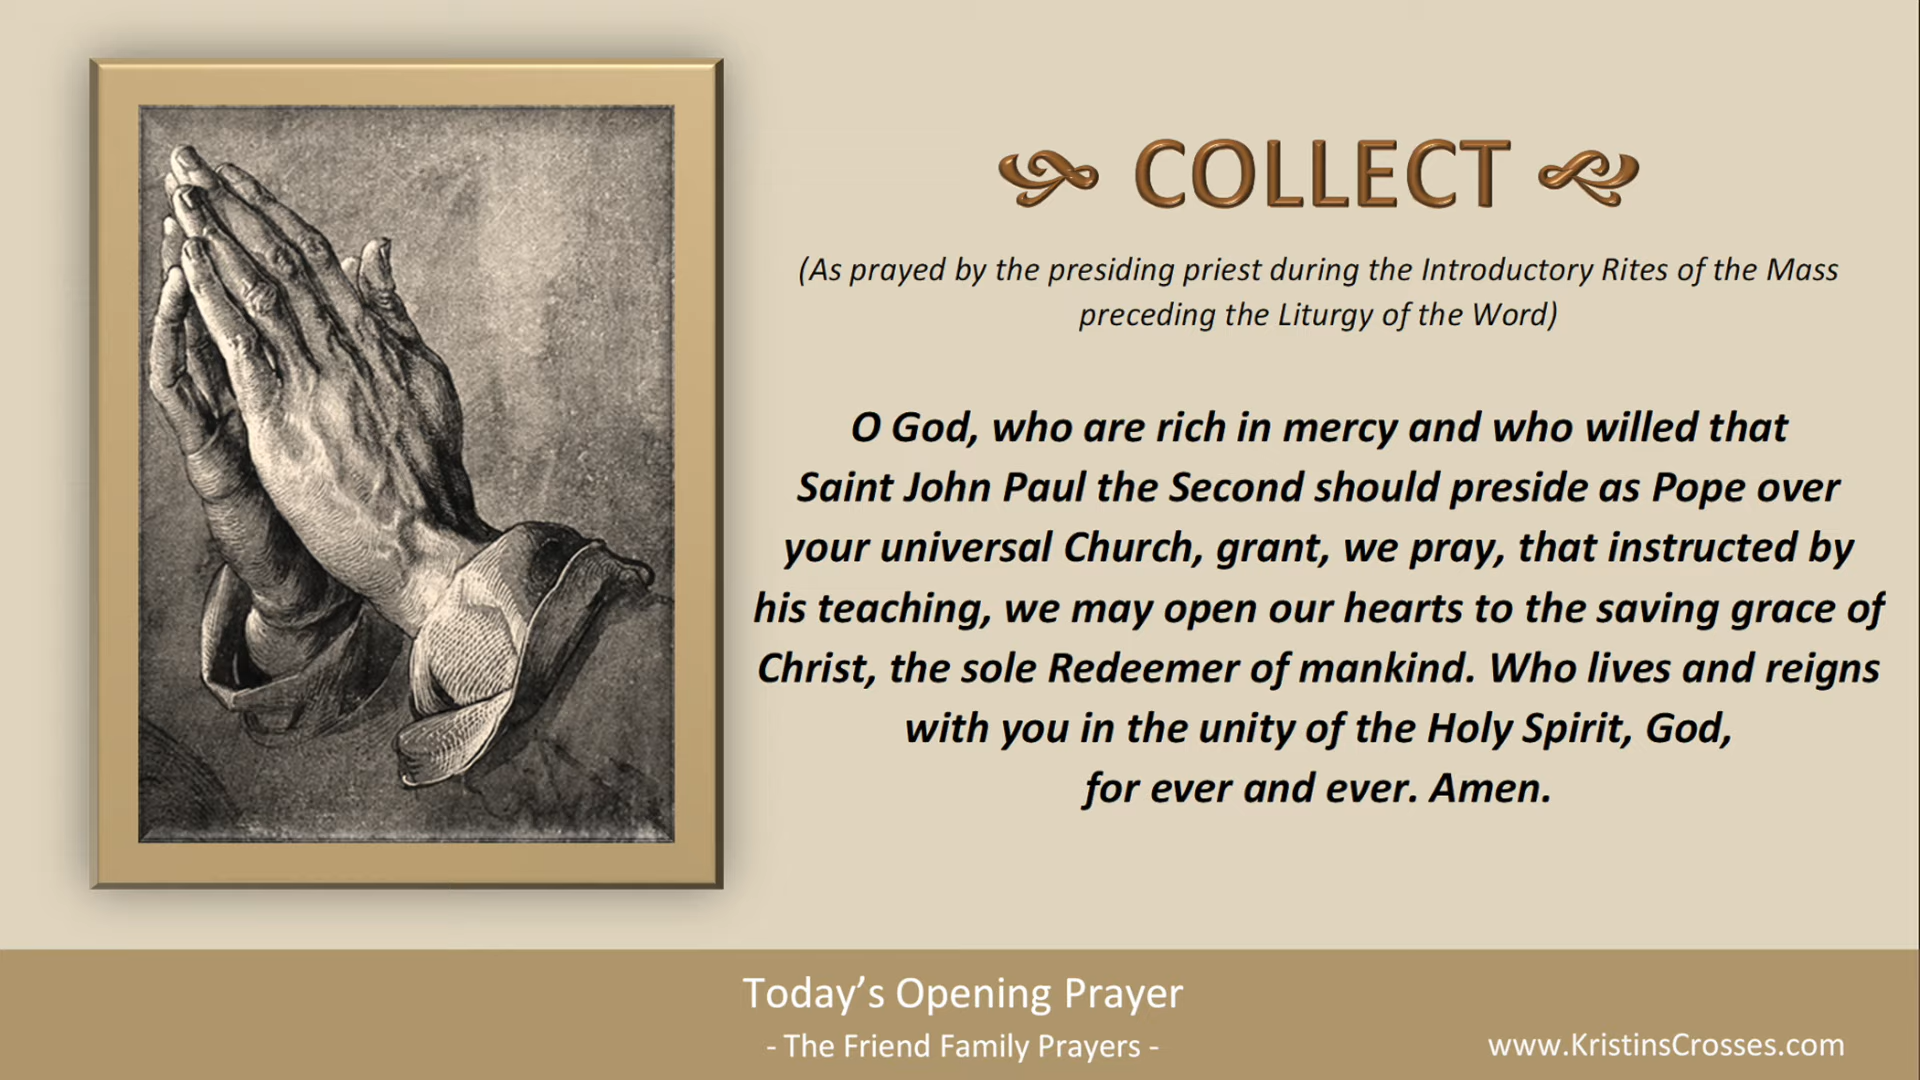 COLLECT
(As prayed by the presiding priest during the Introductory Rites of the Mass
preceding the Liturgy of the Word)
O God, who are rich in mercy and who willed that
Saint John Paul the Second should preside as Pope over
your universal Church, grant, we pray, that instructed by
his teaching, we may open our hearts to the saving grace of
Christ, the sole Redeemer of mankind. Who lives and reigns
with you in the unity of the Holy Spirit, God,
for ever and ever. Amen.
Today’s Opening Prayer
- The Friend Family Prayers -
www.KristinsCrosses.com